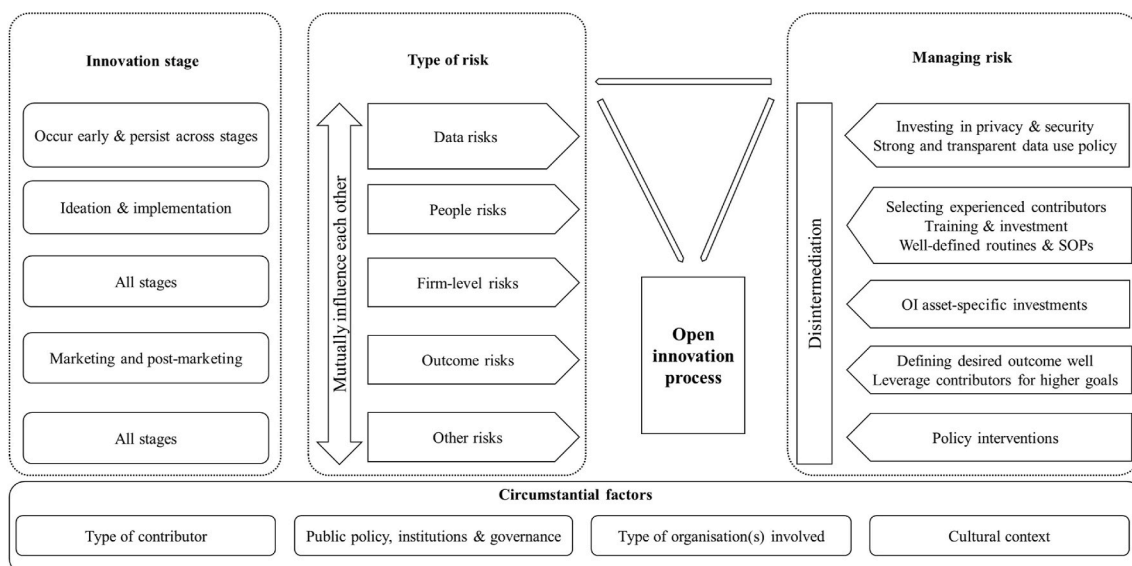 Innovation stage
Occur early & persist across stages
Ideation & implementation
All stages
Marketing and post-marketing
All stages
Type of risk
Mutually influence each other
Data risks
People risks
Firm-level risks
Outcome risks
Other risks
Open
innovation
process
Managing risk
Disintermediation
Investing in privacy & security
Strong and transparent data use policy
Selecting experienced contributors
Training & investment
Well-defined routines & SOPs
OI asset-specific investments
Defining desired outcome well
Leverage contributors for higher goals
Policy interventions
Circumstantial factors
Type of contributor
Public policy, institutions & governance
Type of organisation(s) involved
Cultural context